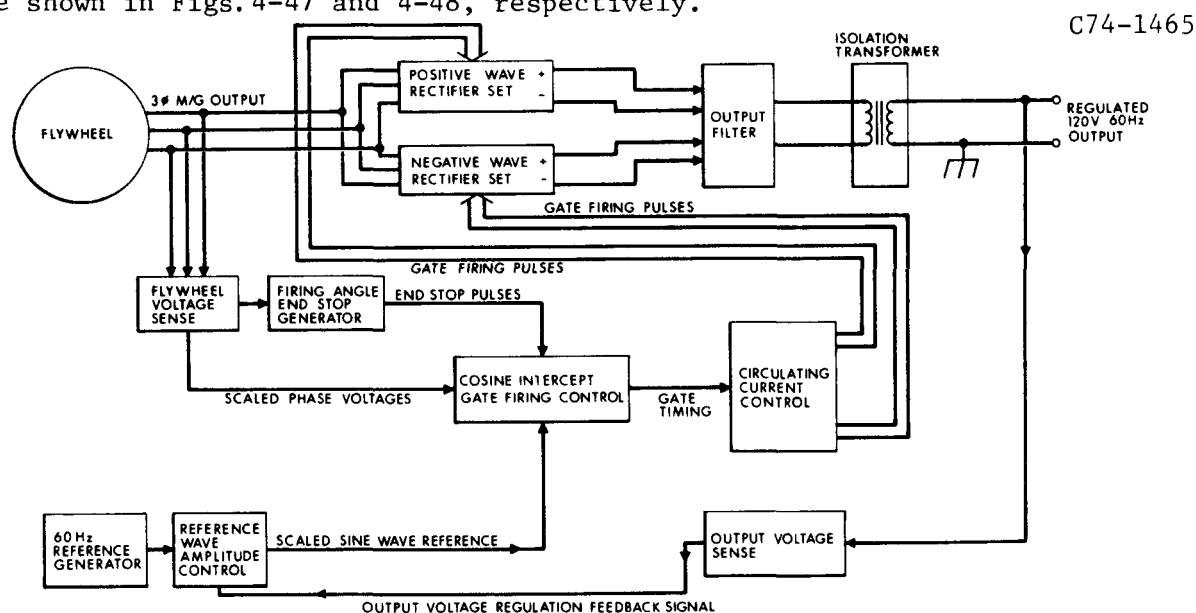 e shown in Figs. 4-47 and 4-48, respectively.
C74-1465
ISOLATION
TRANSFORMER
FLYWHEEL
3ø M/G OUTPUT
POSITIVE WAVE +
RECTIFIER SET -
NEGATIVE WAVE +
RECTIFIER SET -
OUTPUT
FILTER
REGULATED
120V 60Hz
OUTPUT
GATE FIRING PULSES
GATE FIRING PULSES
FLYWHEEL
VOLTAGE
SENSE
FIRING ANGLE
END STOP
GENERATOR
END STOP PULSES
SCALED PHASE VOLTAGES
COSINE INTERCEPT
GATE FIRING CONTROL
GATE
TIMING
CIRCULATING
CURRENT
CONTROL
60Hz
REFERENCE
GENERATOR
REFERENCE
WAVE
AMPLITUDE
CONTROL
SCALED SINE WAVE REFERENCE
OUTPUT VOLTAGE
SENSE
OUTPUT VOLTAGE REGULATION FEEDBACK SIGNAL